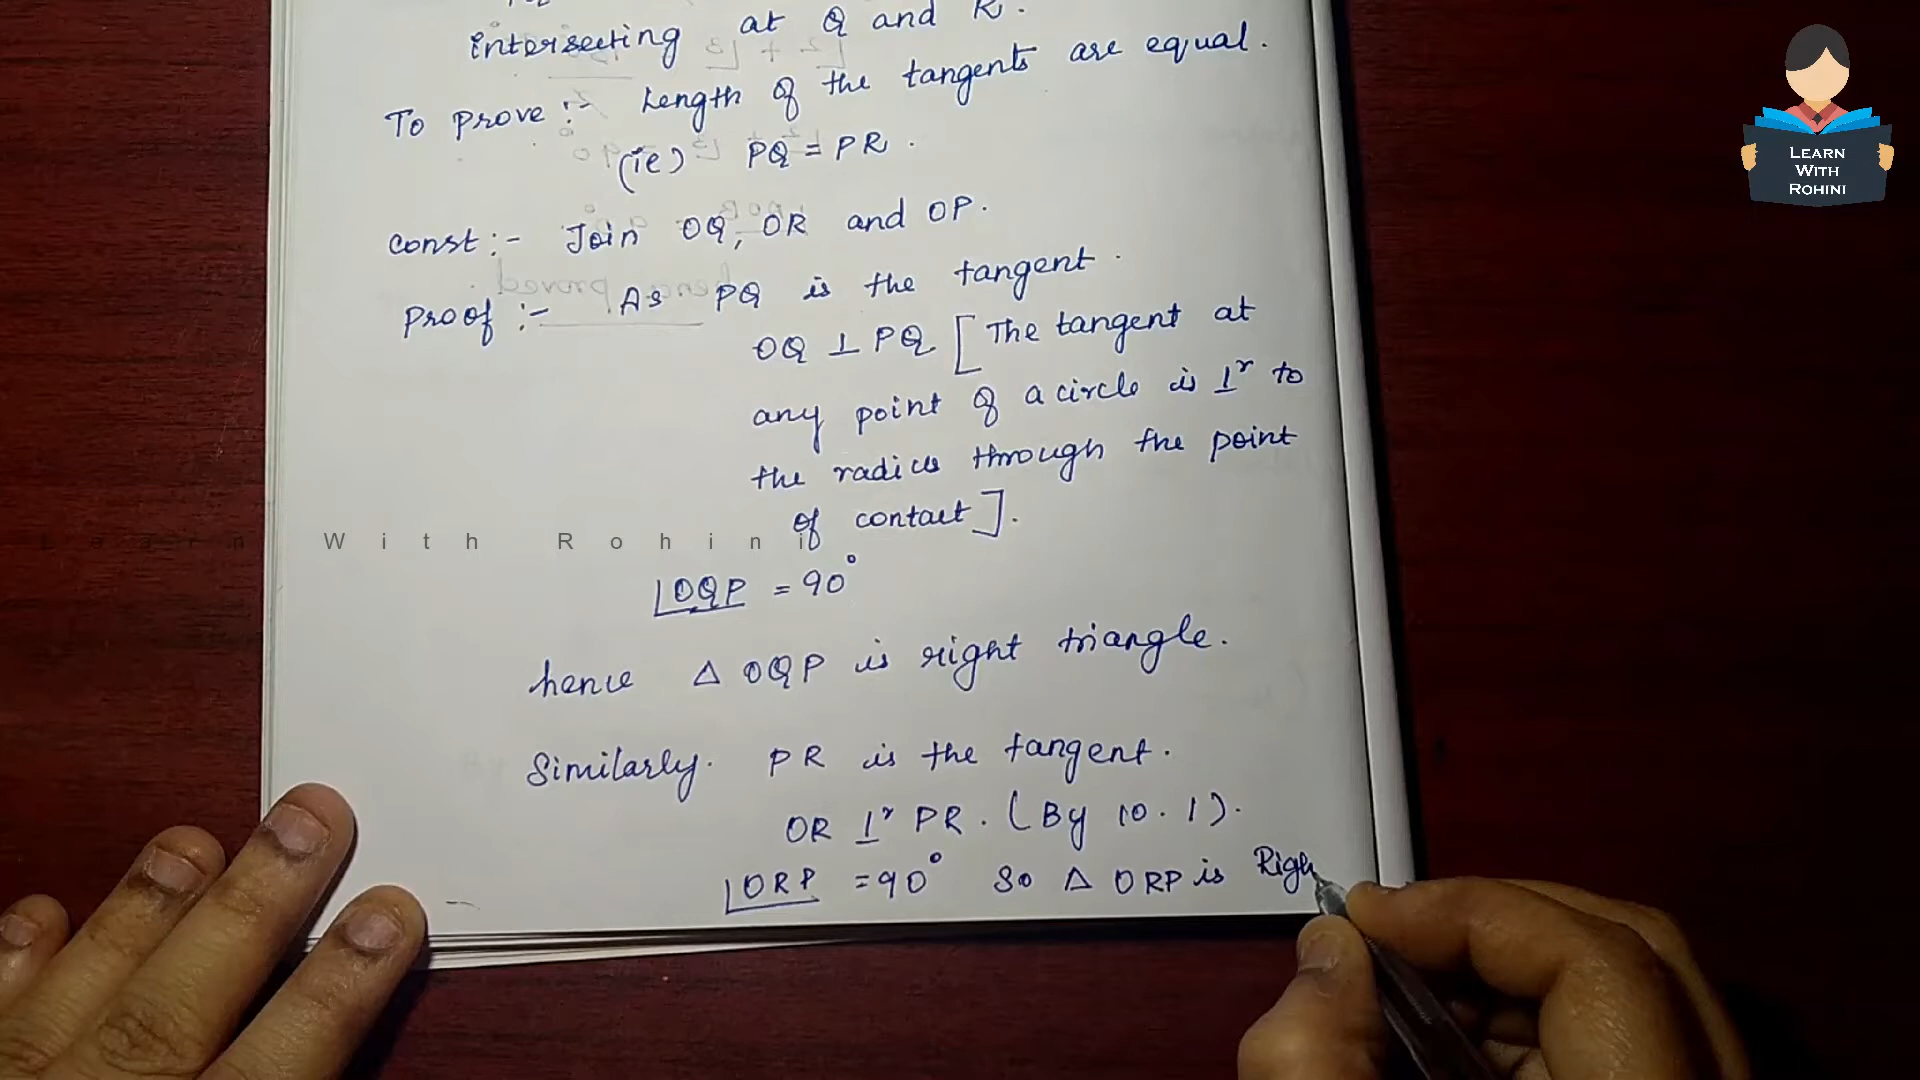 intersecting at Q and R.
To prove :- Length of the tangents are equal.
(ie) PQ = PR.
const :- Join OQ, OR and OP.
Proof :- As PQ is the tangent.
OQ ⊥ PQ [The tangent at
any point of a circle is ⊥r to
the radius through the point
of contact].
∠OQP = 90°
hence Δ OQP is right triangle.
Similarly. PR is the tangent.
OR ⊥r PR. (By 10.1).
∠ORP = 90° So Δ ORP is Righ
LEARN
WITH
ROHINI
Learn With Rohini